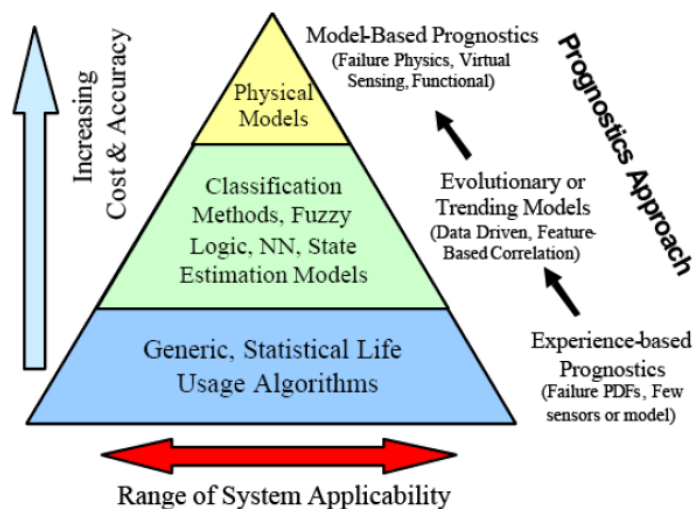 Increasing
Cost & Accuracy
Physical
Models
Classification
Methods, Fuzzy
Logic, NN, State
Estimation Models
Generic, Statistical Life
Usage Algorithms
Range of System Applicability
Model-Based Prognostics
(Failure Physics, Virtual
Sensing, Functional)
Evolutionary or
Trending Models
(Data Driven, Feature-
Based Correlation)
Experience-based
Prognostics
(Failure PDFs, Few
sensors or model)
Prognostics Approach